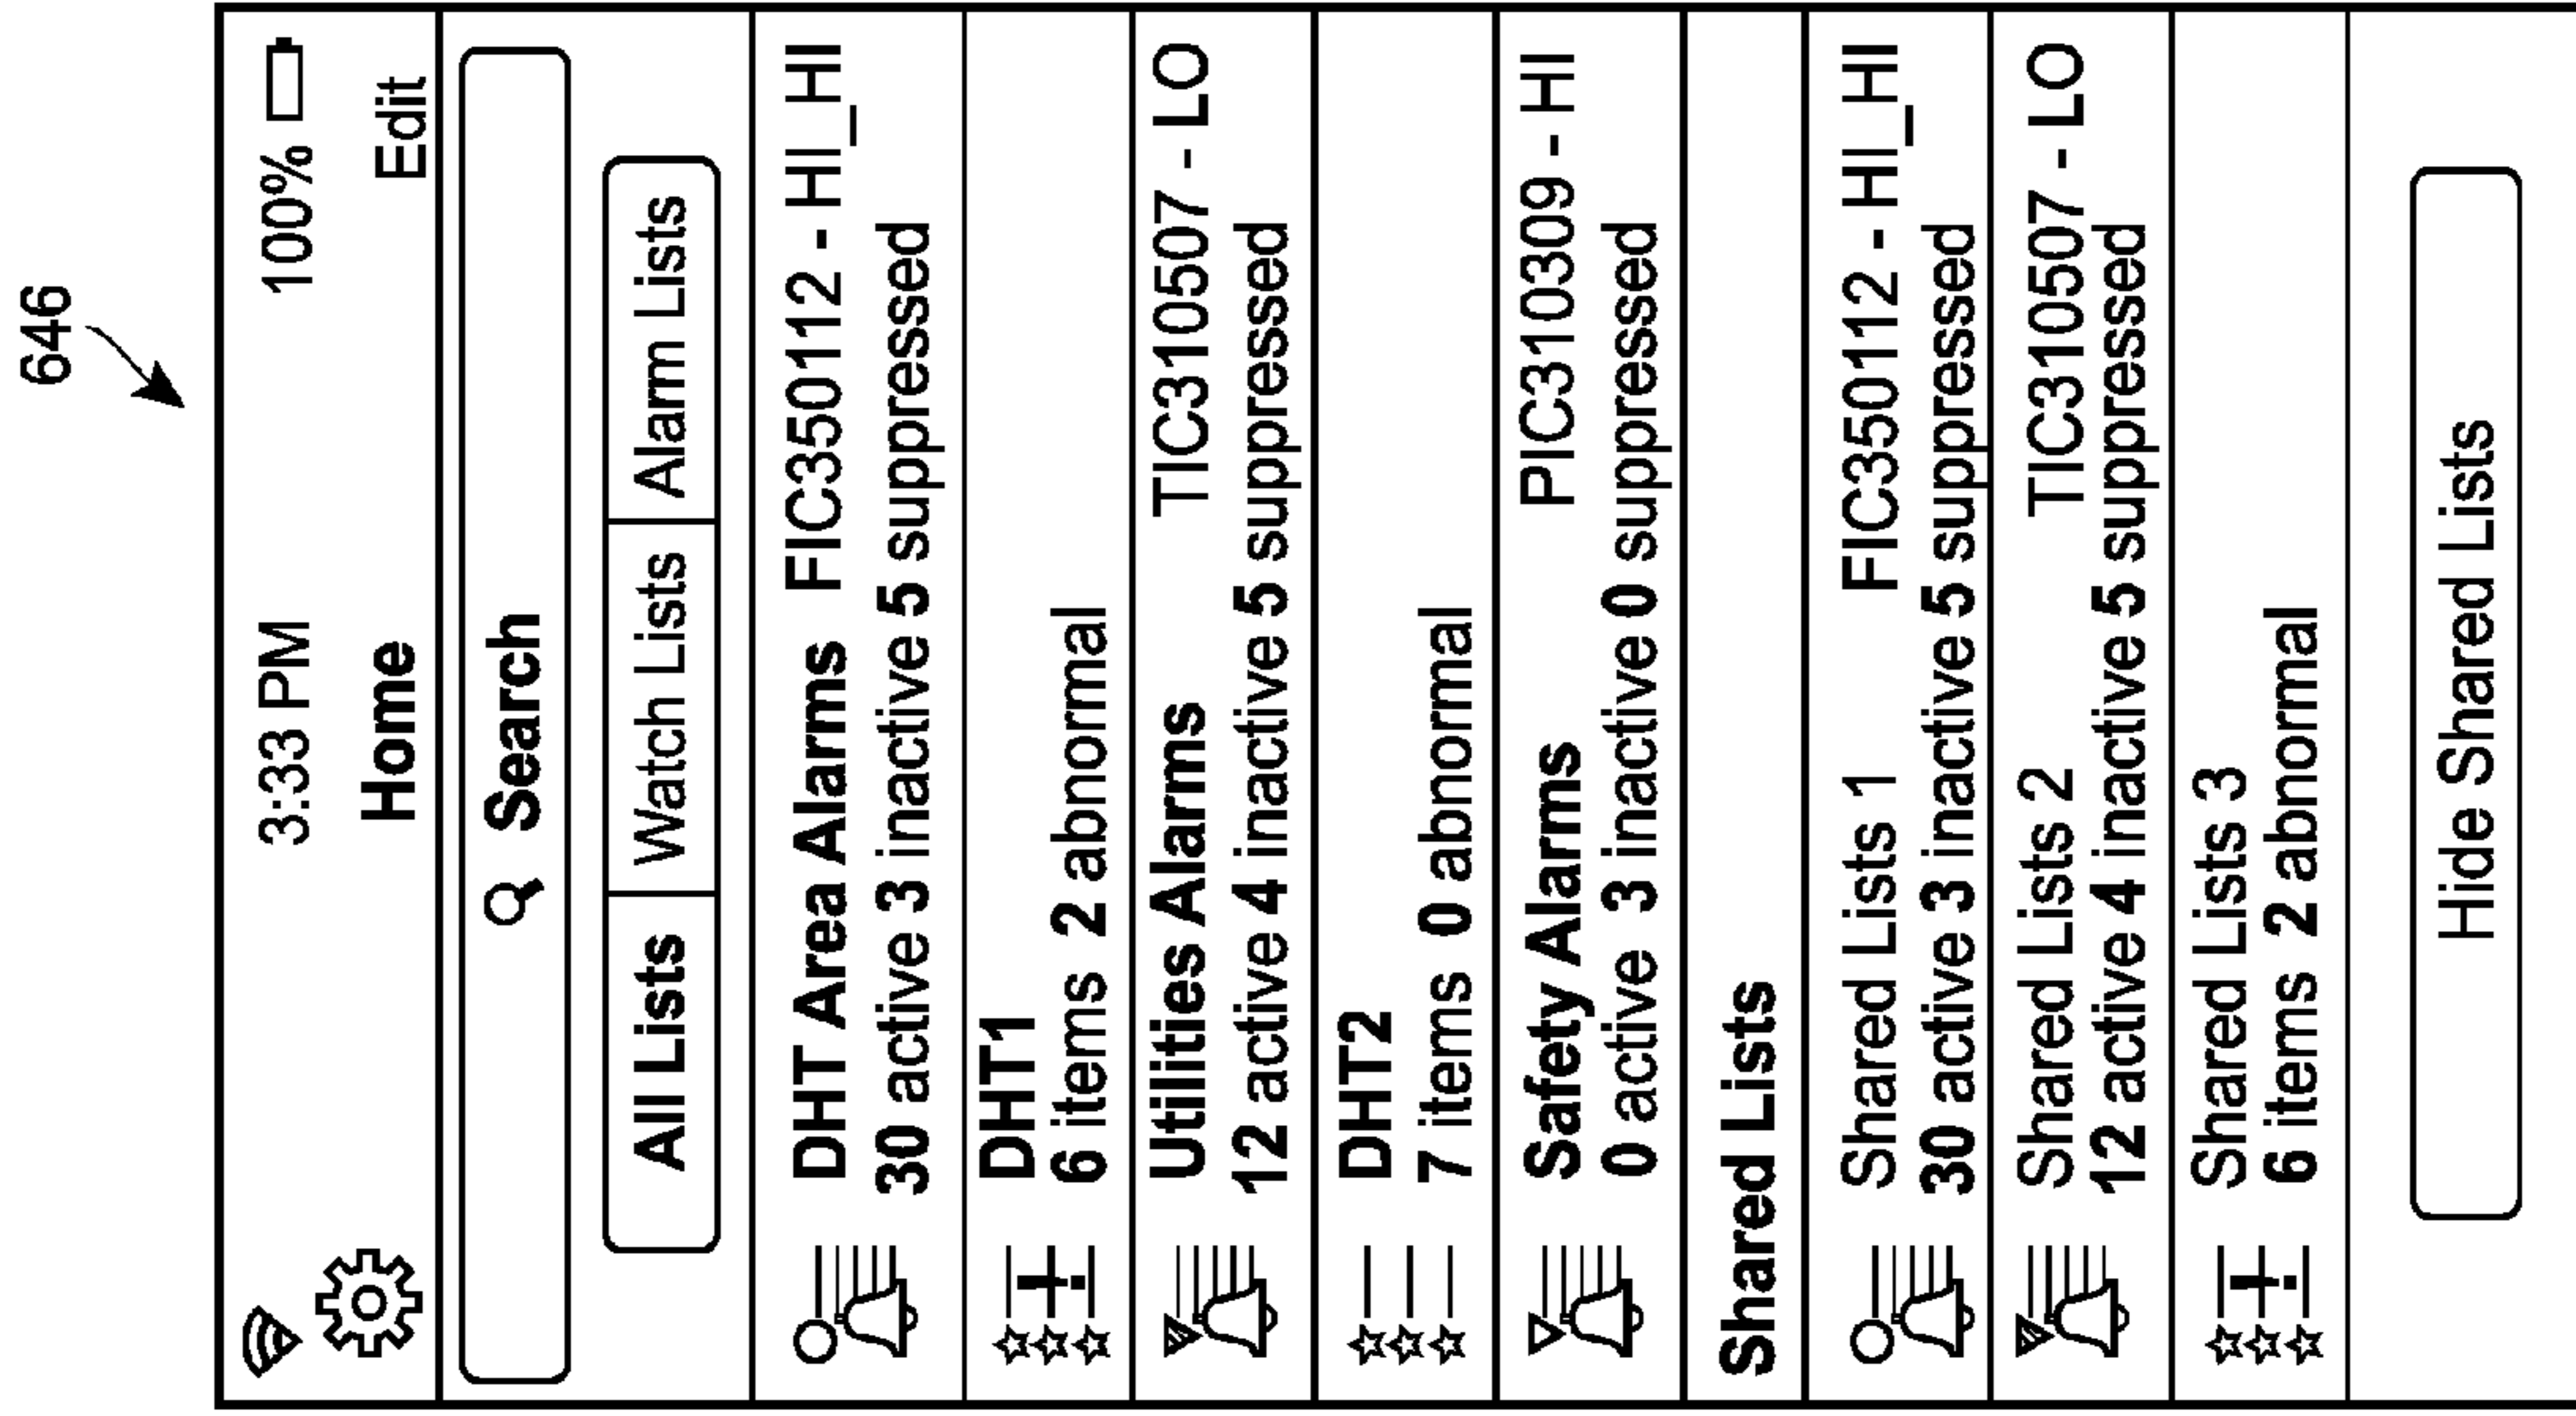 646
3:33 PM 100%
Home Edit
Search
All Lists Watch Lists Alarm Lists
DHT Area Alarms FIC350112 - HI_HI
30 active 3 inactive 5 suppressed
DHT1
6 items 2 abnormal
Utilities Alarms TIC310507 - LO
12 active 4 inactive 5 suppressed
DHT2
7 items 0 abnormal
Safety Alarms PIC310309 - HI
0 active 3 inactive 0 suppressed
Shared Lists
Shared Lists 1 FIC350112 - HI_HI
30 active 3 inactive 5 suppressed
Shared Lists 2 TIC310507 - LO
12 active 4 inactive 5 suppressed
Shared Lists 3
6 items 2 abnormal
Hide Shared Lists